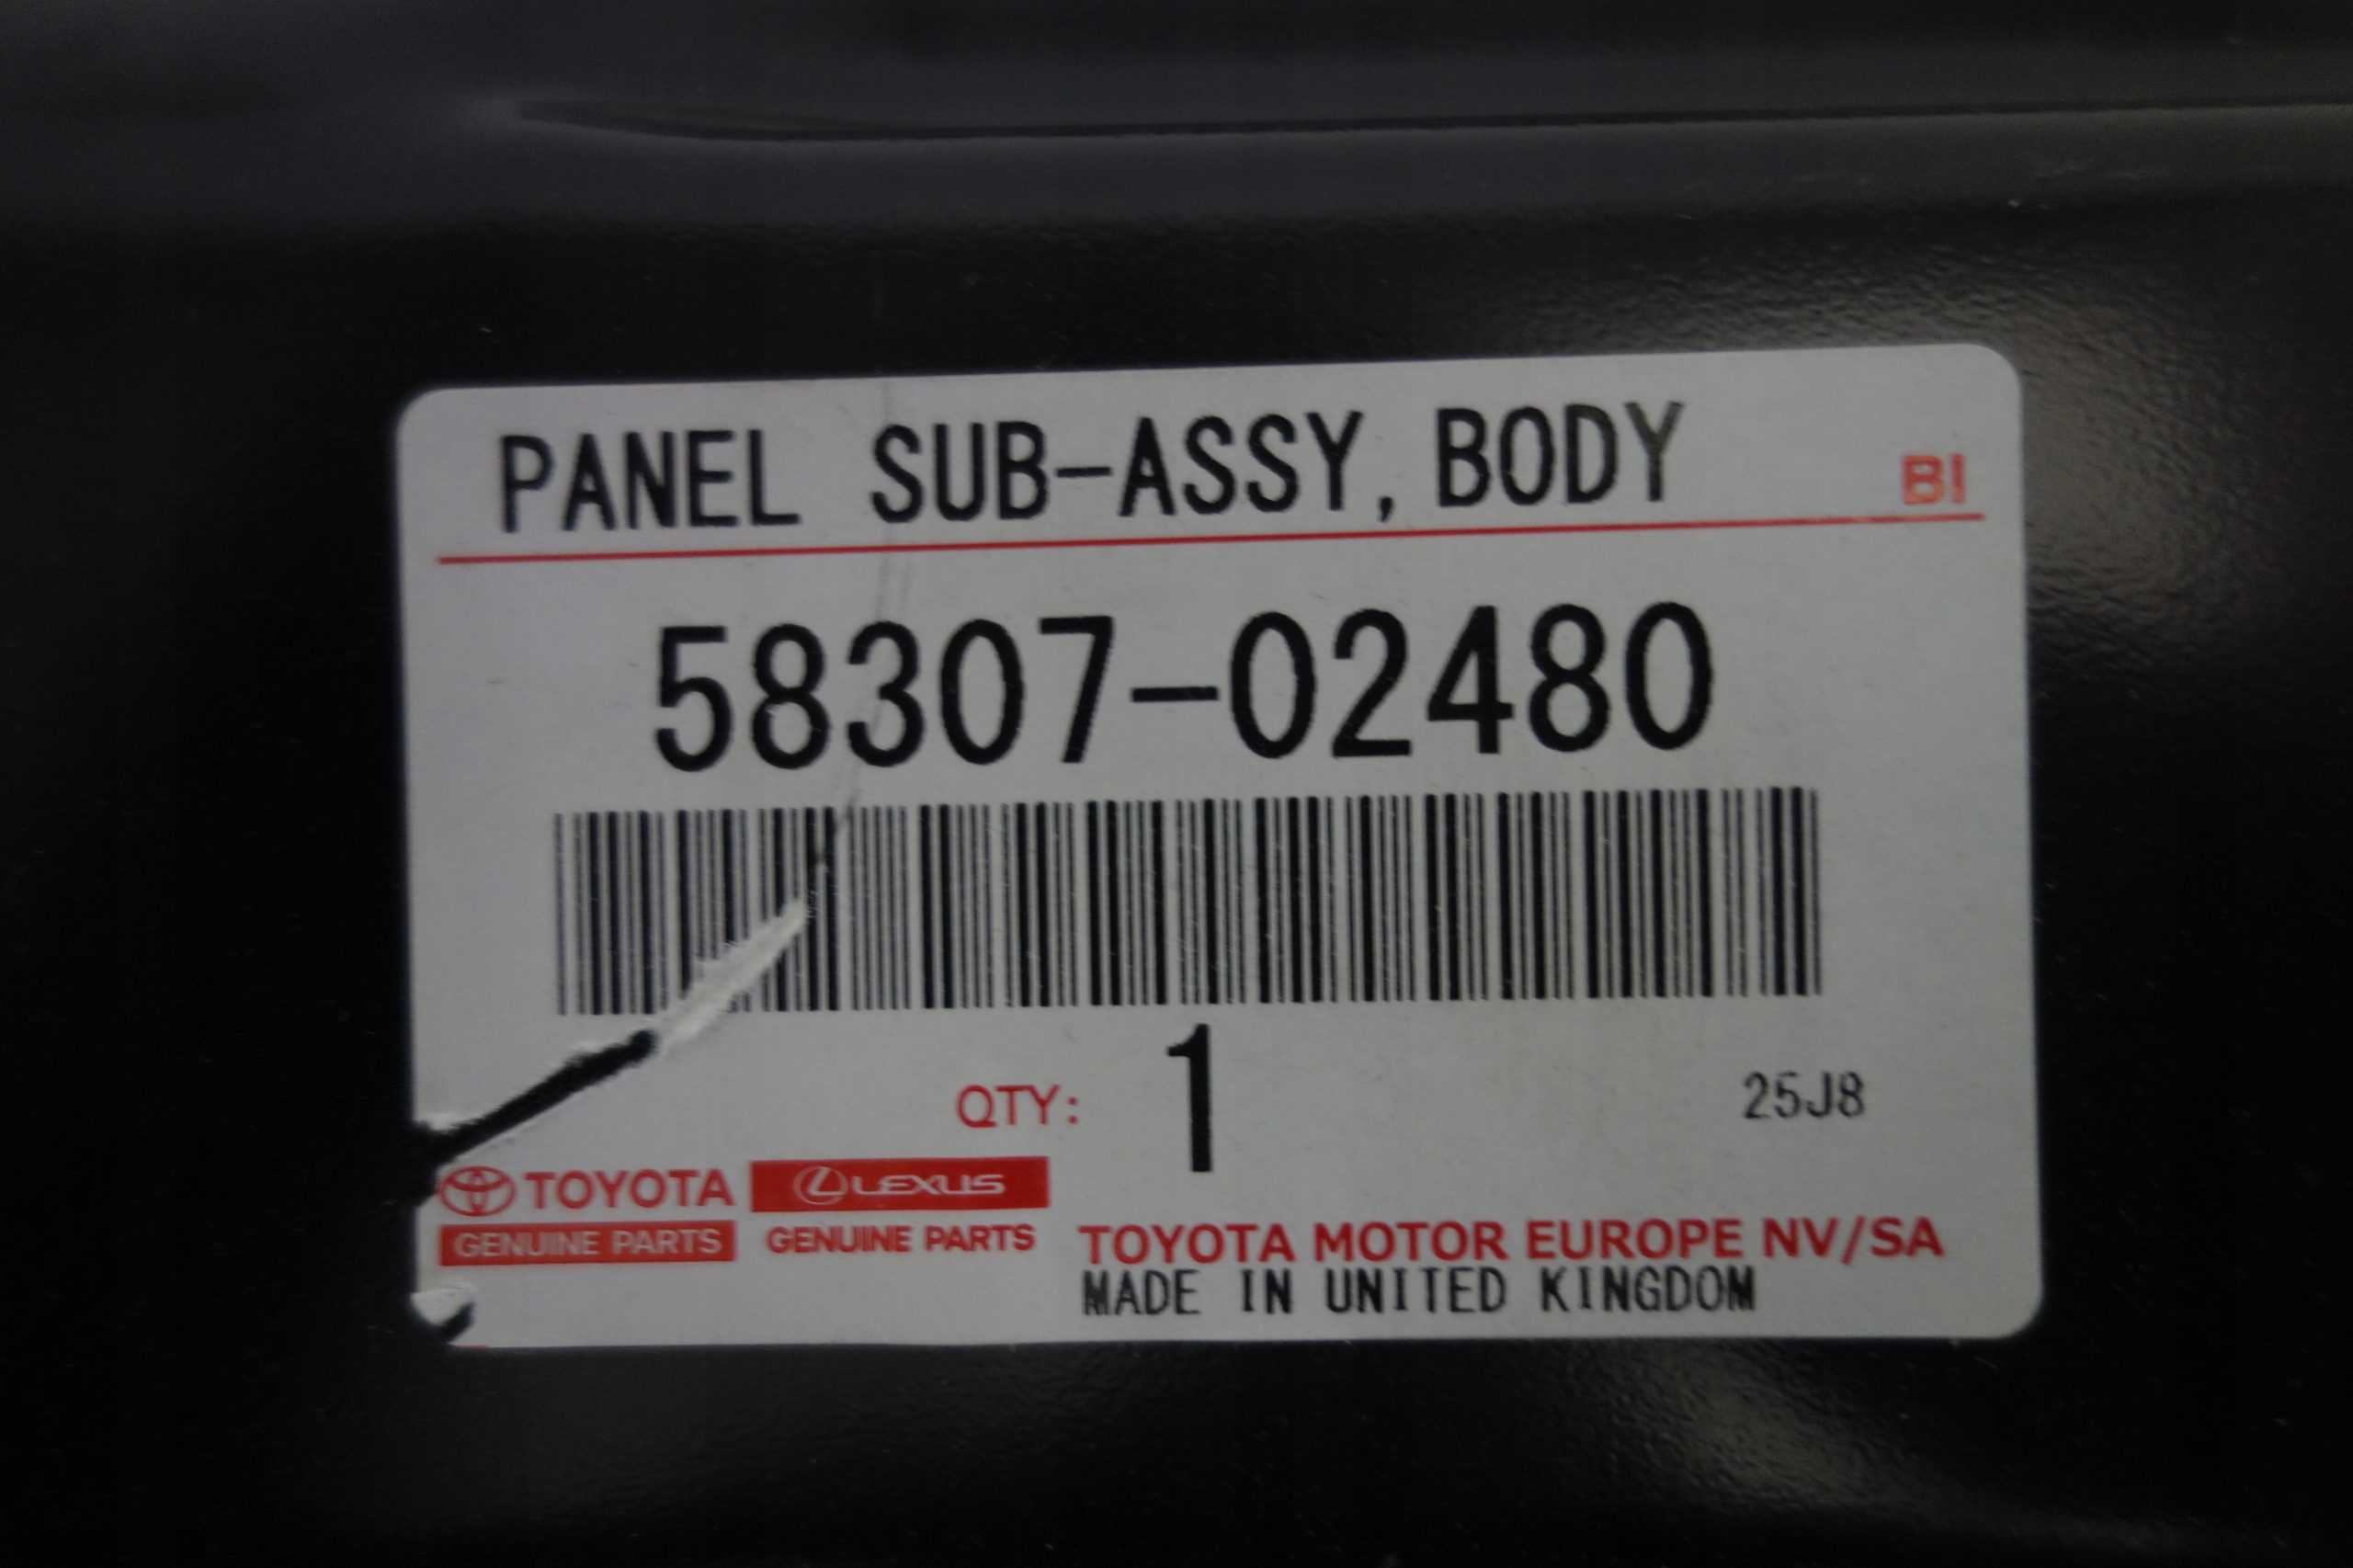 PANEL SUB-ASSY, BODY
BI
58307-02480
QTY: 1
25J8
TOYOTA
GENUINE PARTS
LEXUS
GENUINE PARTS
TOYOTA MOTOR EUROPE NV/SA
MADE IN UNITED KINGDOM